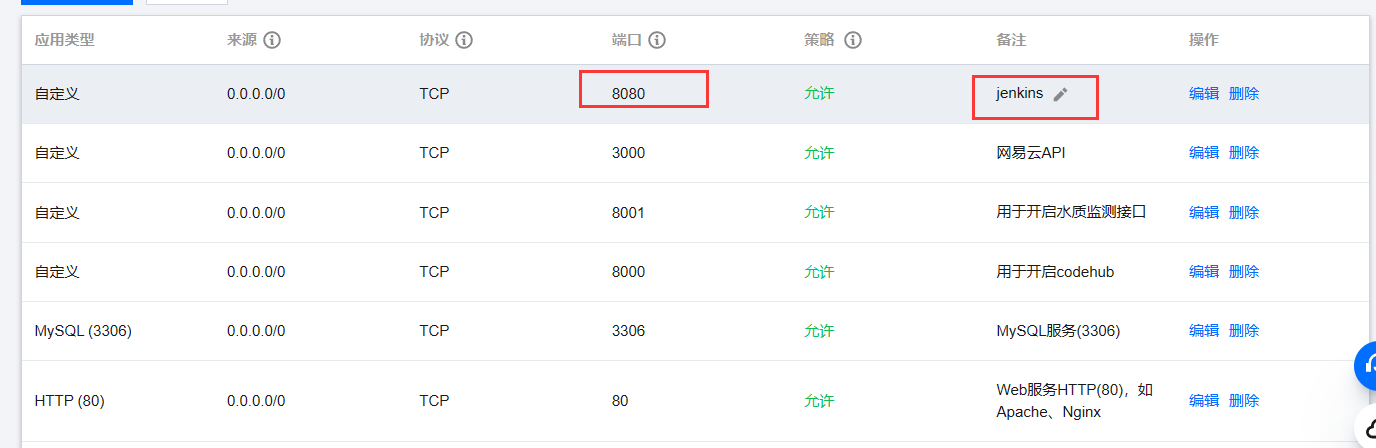 应用类型 来源 协议 端口 策略 备注 操作
自定义 0.0.0.0/0 TCP 8080 允许 jenkins 编辑 删除
自定义 0.0.0.0/0 TCP 3000 允许 网易云API 编辑 删除
自定义 0.0.0.0/0 TCP 8001 允许 用于开启水质监测接口 编辑 删除
自定义 0.0.0.0/0 TCP 8000 允许 用于开启codehub 编辑 删除
MySQL (3306) 0.0.0.0/0 TCP 3306 允许 MySQL服务(3306) 编辑 删除
HTTP (80) 0.0.0.0/0 TCP 80 允许 Web服务HTTP(80)，如 编辑 删除
Apache、Nginx